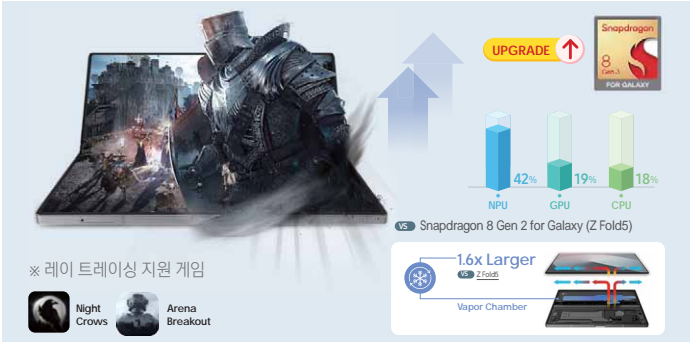 UPGRADE
Snapdragon
8
Gen 3
FOR GALAXY
42%
19%
18%
NPU
GPU
CPU
VS Snapdragon 8 Gen 2 for Galaxy (Z Fold5)
※ 레이 트레이싱 지원 게임
Night
Crows
Arena
Breakout
1.6x Larger
VS Z Fold5
Vapor Chamber